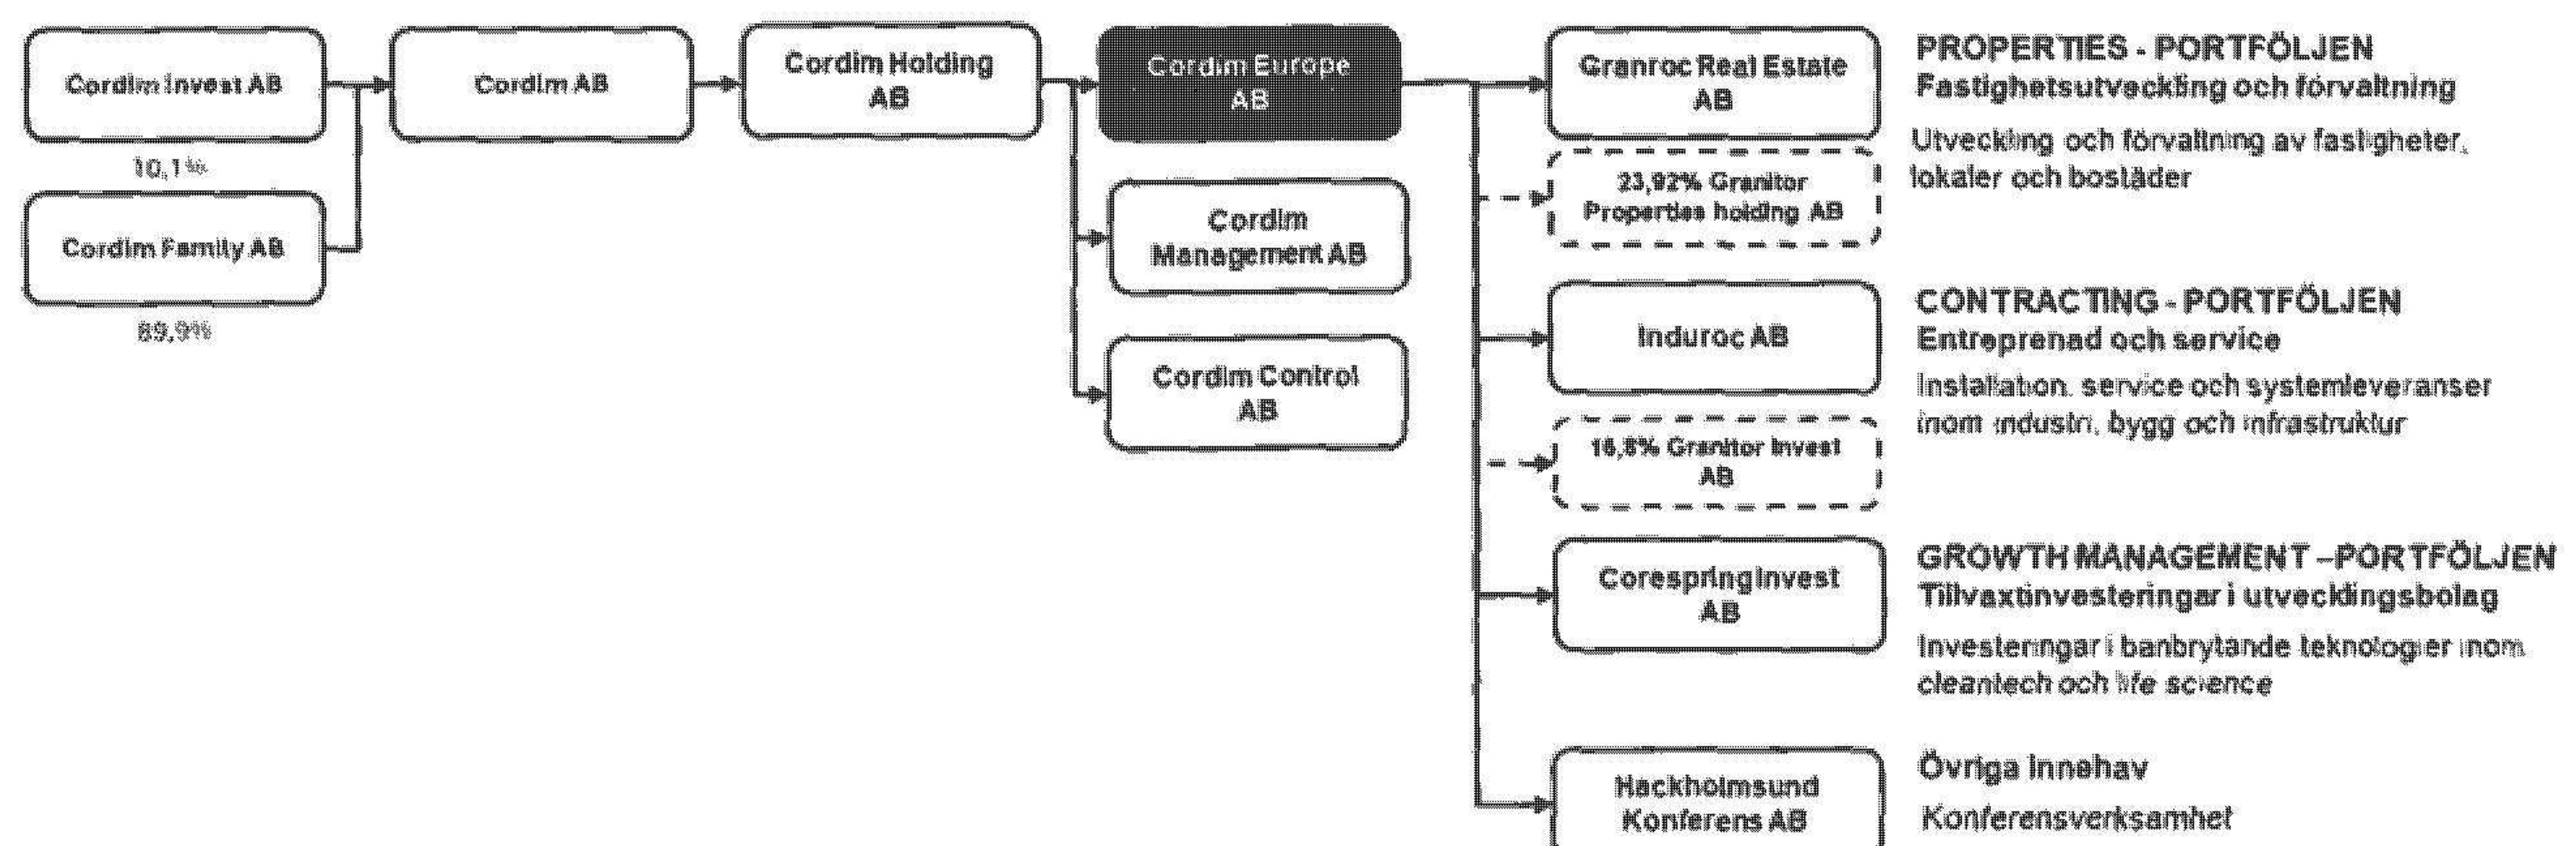 Cordim Invest AB
10,1%
Cordim Family AB
89,9%
Cordim AB
Cordim Holding
AB
Cordim Europe
AB
Cordim
Management AB
Cordim Control
AB
Granroc Real Estate
AB
23,92% Granitor
Properties holding AB
Induroc AB
16,8% Granitor Invest
AB
Corespring Invest
AB
Hackholmsund
Konferens AB
PROPERTIES - PORTFÖLJEN
Fastighetsutveckling och förvaltning
Utveckling och förvaltning av fastigheter,
lokaler och bostäder
CONTRACTING - PORTFÖLJEN
Entreprenad och service
Installation, service och systemleveranser
inom industri, bygg och infrastruktur
GROWTH MANAGEMENT –PORTFÖLJEN
Tillväxtinvesteringar i utvecklingsbolag
Investeringar i banbrytande teknologier inom
cleantech och life science
Övriga innehav
Konferensverksamhet